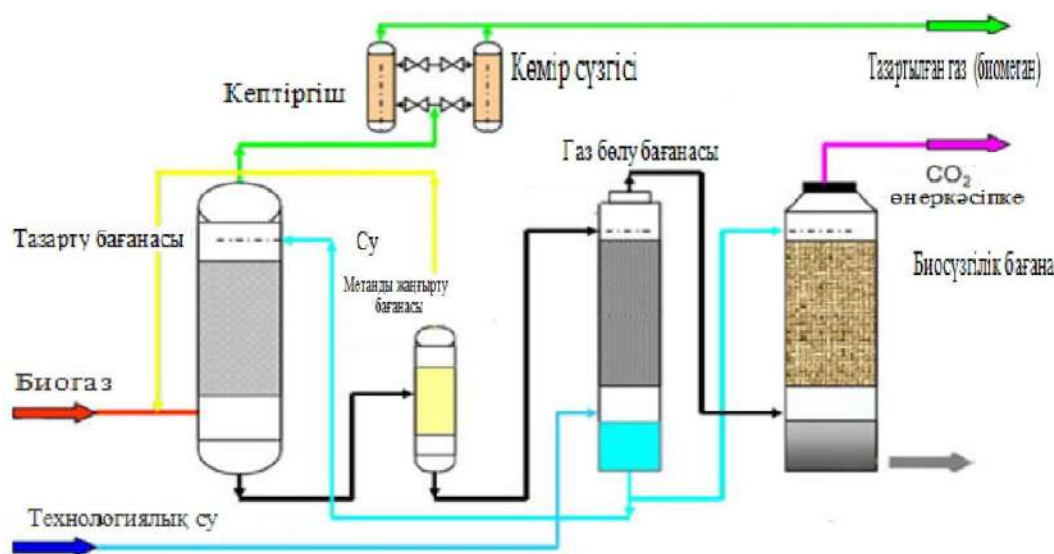 Көмір сүзгісі
Тазартылған газ (биометан)
Кептіргіш
Газ бөлу бағанасы
CO₂
өнеркәсіпке
Тазарту бағанасы
Су
Биосүзгілік бағана
Метанды жаңғырту
бағанасы
Биогаз
Технологиялық су